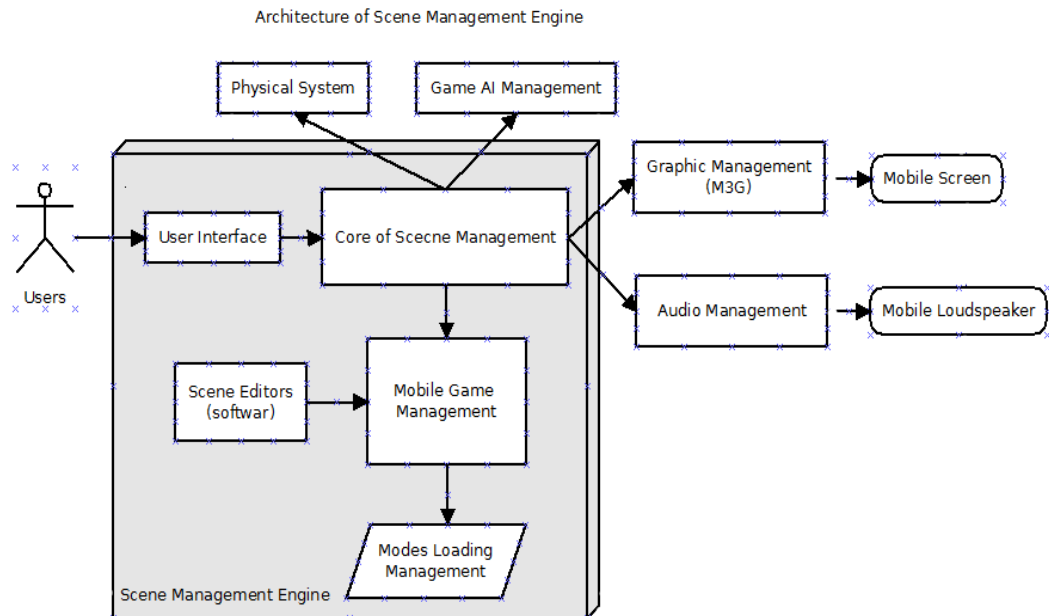 Architecture of Scene Management Engine
Physical System
Game AI Management
Graphic Management
(M3G)
Mobile Screen
User Interface
Core of Scecne Management
Users
Audio Management
Mobile Loudspeaker
Scene Editors
(softwar)
Mobile Game
Management
Modes Loading
Management
Scene Management Engine